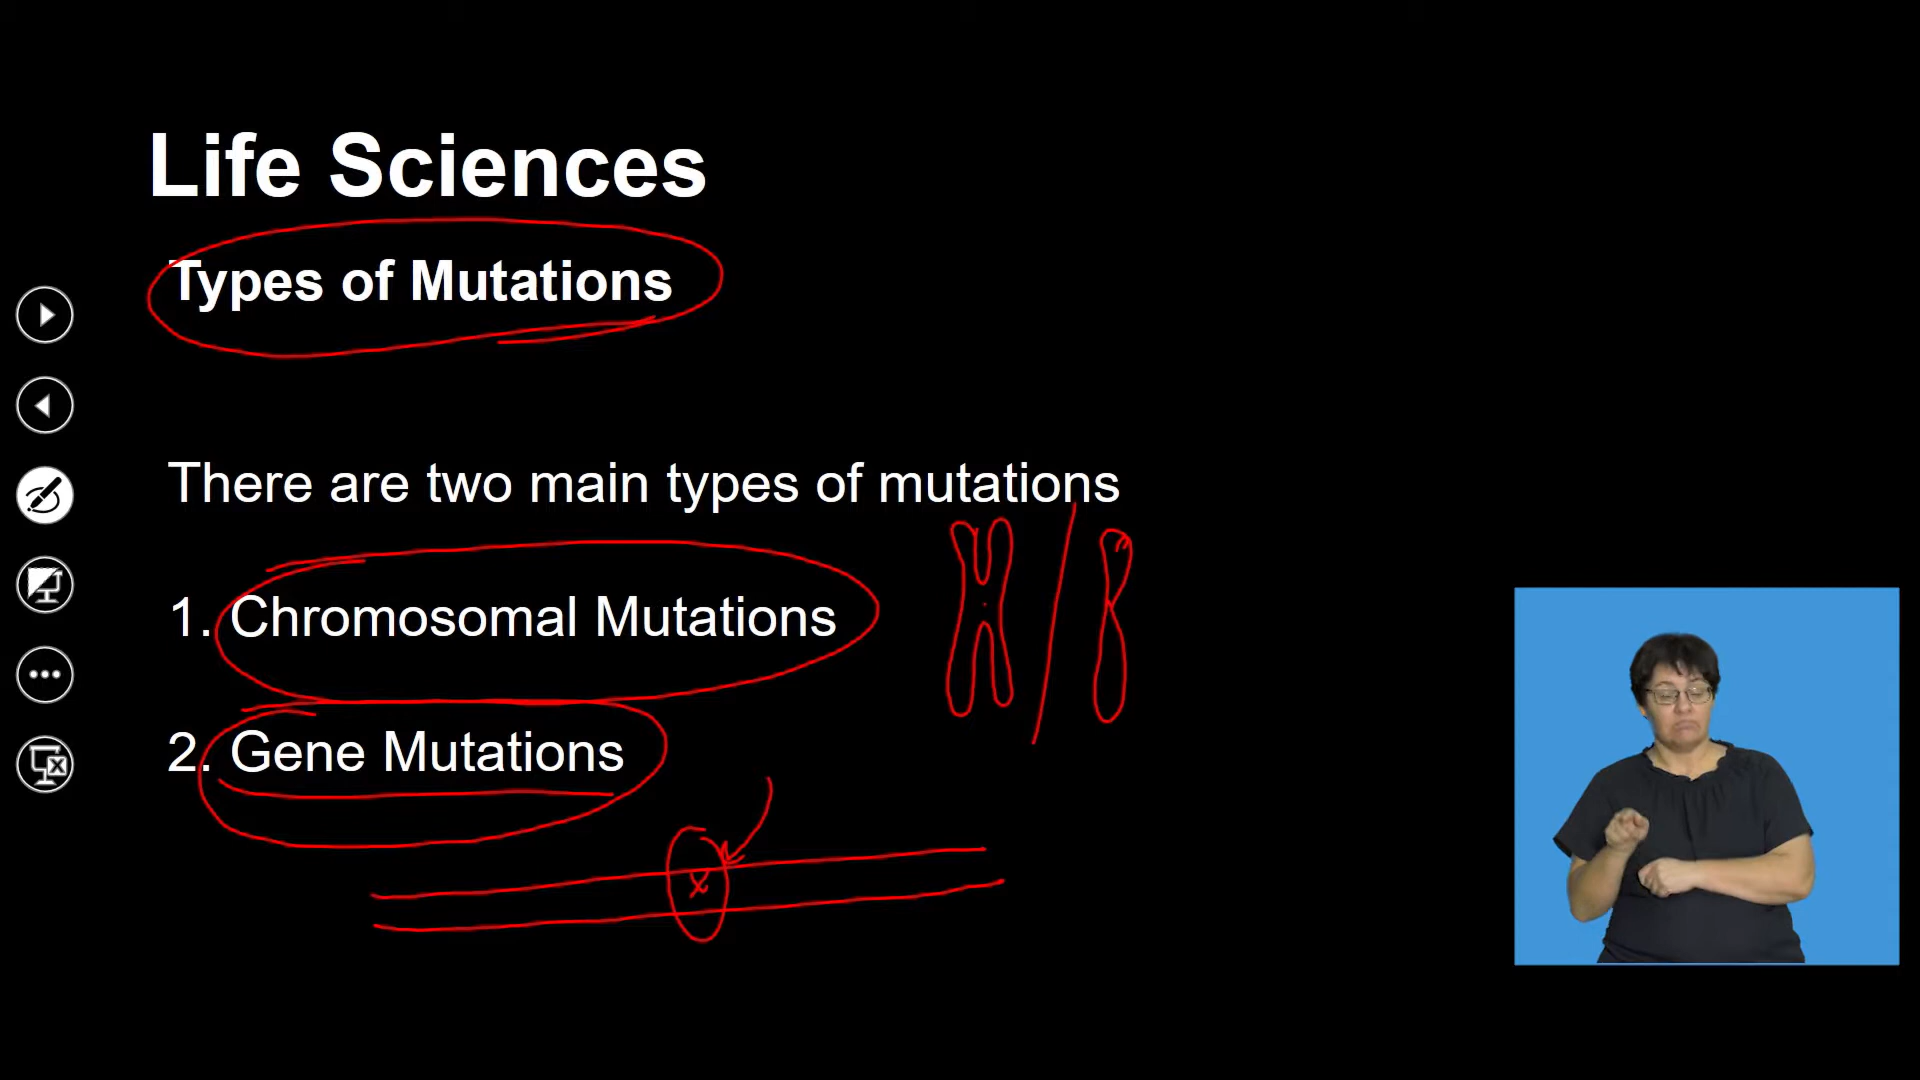 Life Sciences
Types of Mutations
There are two main types of mutations
1. Chromosomal Mutations
2. Gene Mutations
x